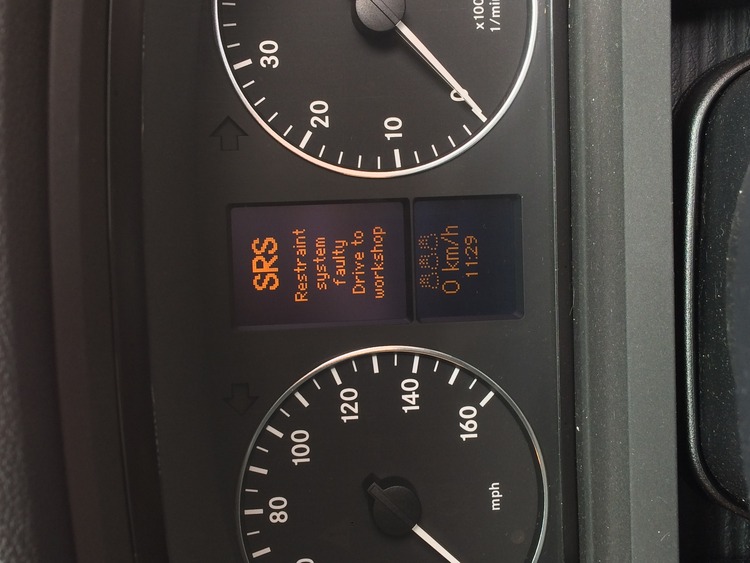 80
100
120
140
160
mph
SRS
Restraint
system
faulty
Drive to
workshop
0 km/h
11:29
30
20
10
0
x100
1/min